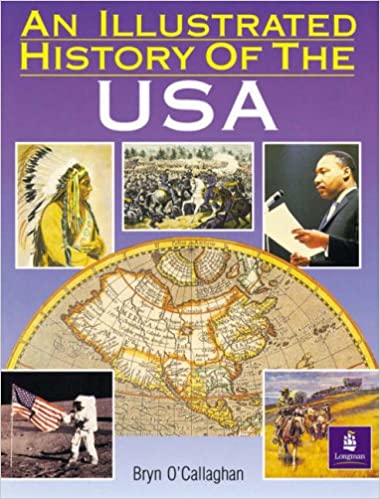 AN ILLUSTRATED
HISTORY OF THE
USA
Bryn O'Callaghan
Longman